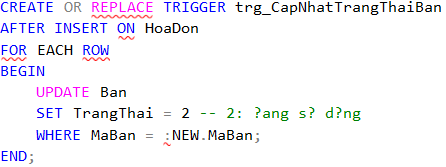 CREATE OR REPLACE TRIGGER trg_CapNhatTrangThaiBan
AFTER INSERT ON HoaDon
FOR EACH ROW
BEGIN
    UPDATE Ban
    SET TrangThai = 2 -- 2: ?ang s? d?ng
    WHERE MaBan = :NEW.MaBan;
END;